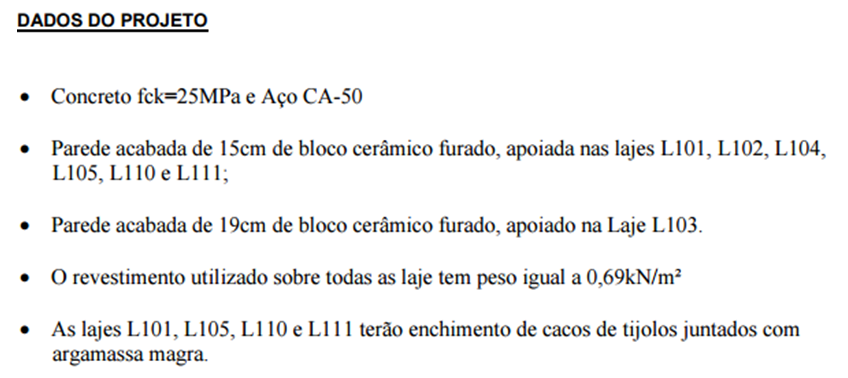 DADOS DO PROJETO
• Concreto fck=25MPa e Aço CA-50
• Parede acabada de 15cm de bloco cerâmico furado, apoiada nas lajes L101, L102, L104,
L105, L110 e L111;
• Parede acabada de 19cm de bloco cerâmico furado, apoiado na Laje L103.
• O revestimento utilizado sobre todas as laje tem peso igual a 0,69kN/m²
• As lajes L101, L105, L110 e L111 terão enchimento de cacos de tijolos juntados com
argamassa magra.